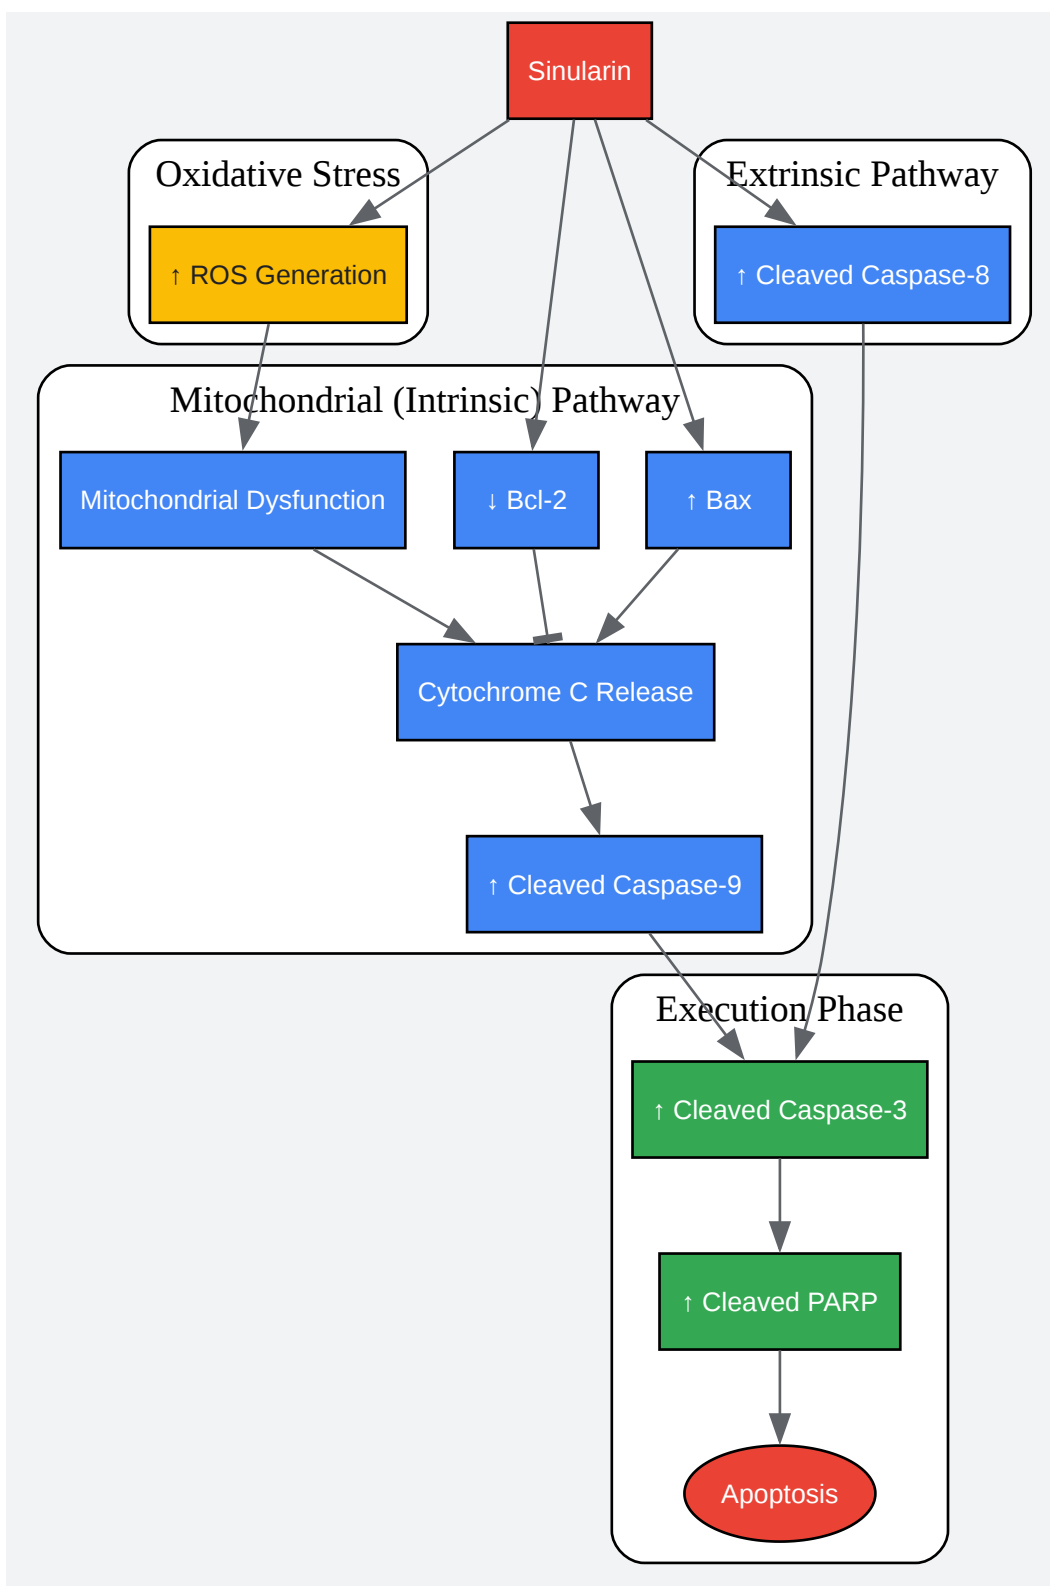 Sinularin
Oxidative Stress
Extrinsic Pathway
↑ ROS Generation
↑ Cleaved Caspase-8
Mitochondrial (Intrinsic) Pathway
Mitochondrial Dysfunction
↓ Bcl-2
↑ Bax
Cytochrome C Release
↑ Cleaved Caspase-9
Execution Phase
↑ Cleaved Caspase-3
↑ Cleaved PARP
Apoptosis